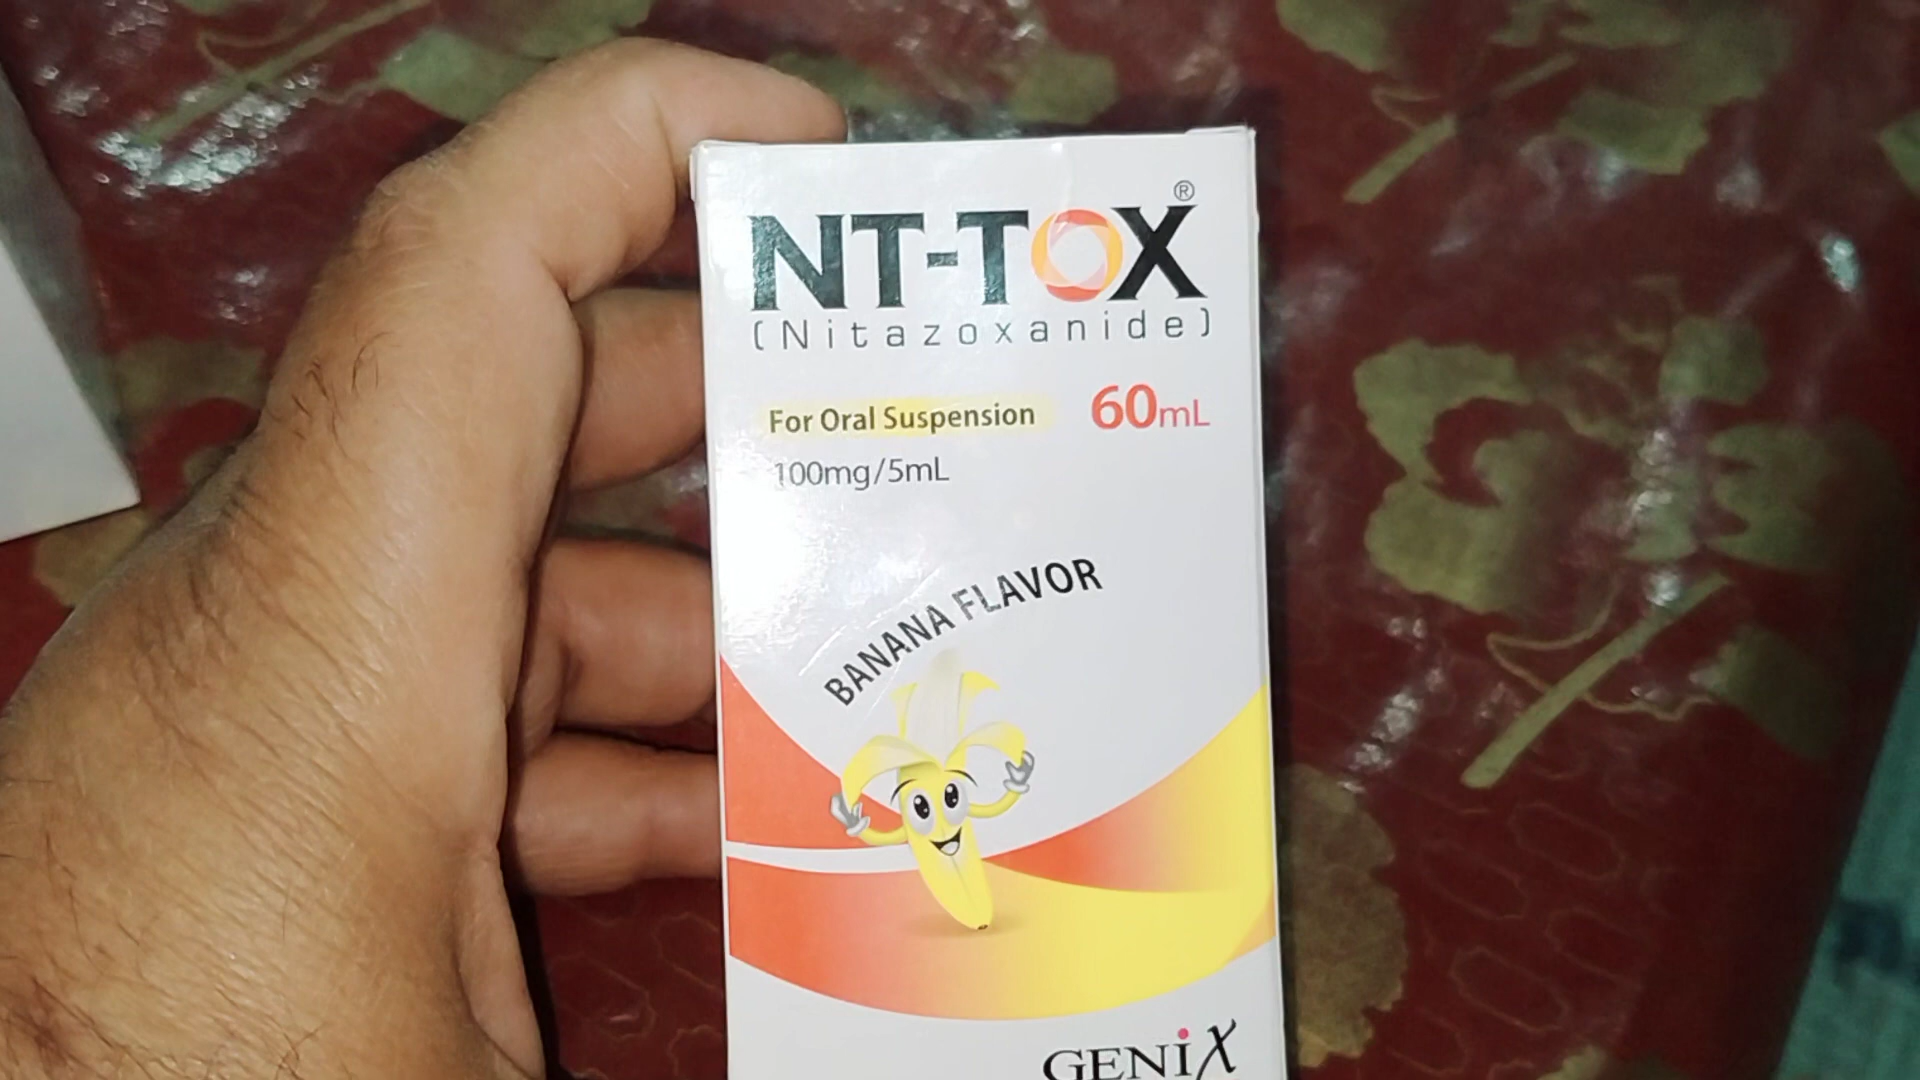 NT-TOX®
(Nitazoxanide)
For Oral Suspension 60mL
100mg/5mL
BANANA FLAVOR
GENiX